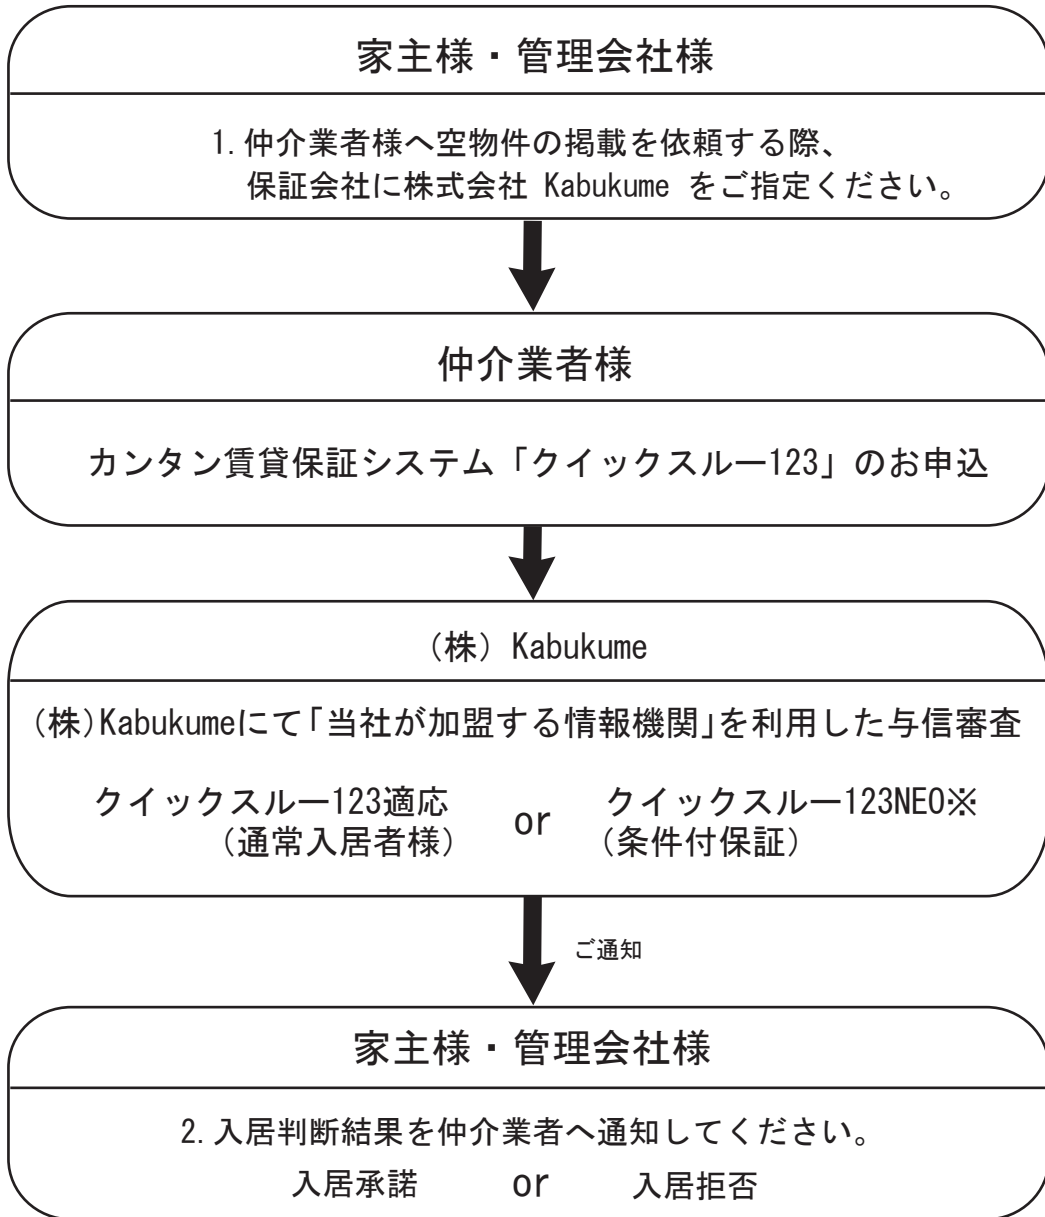 家主様・管理会社様
1.仲介業者様へ空物件の掲載を依頼する際、
保証会社に株式会社 Kabukume をご指定ください。
仲介業者様
カンタン賃貸保証システム「クイックスルー123」のお申込
(株) Kabukume
(株)Kabukumeにて「当社が加盟する情報機関」を利用した与信審査
クイックスルー123適応 or クイックスルー123NEO※
(通常入居者様) (条件付保証)
ご通知
家主様・管理会社様
2.入居判断結果を仲介業者へ通知してください。
入居承諾 or 入居拒否